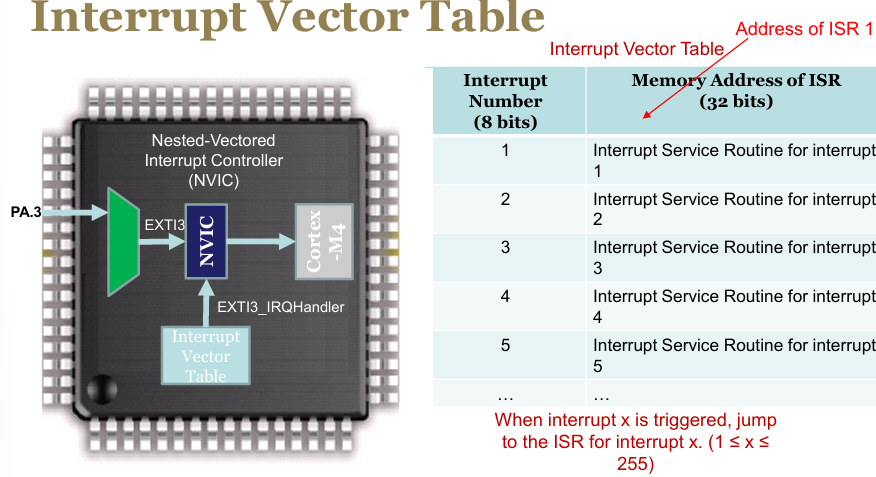 Interrupt Vector Table
Address of ISR 1
Interrupt Vector Table
Interrupt
Number
(8 bits)
Memory Address of ISR
(32 bits)
1
Interrupt Service Routine for interrupt
1
2
Interrupt Service Routine for interrupt
2
3
Interrupt Service Routine for interrupt
3
4
Interrupt Service Routine for interrupt
4
5
Interrupt Service Routine for interrupt
5
…
…
When interrupt x is triggered, jump
to the ISR for interrupt x. (1 ≤ x ≤
255)
Nested-Vectored
Interrupt Controller
(NVIC)
PA.3
EXTI3
NVIC
Cortex
-M4
EXTI3_IRQHandler
Interrupt
Vector
Table